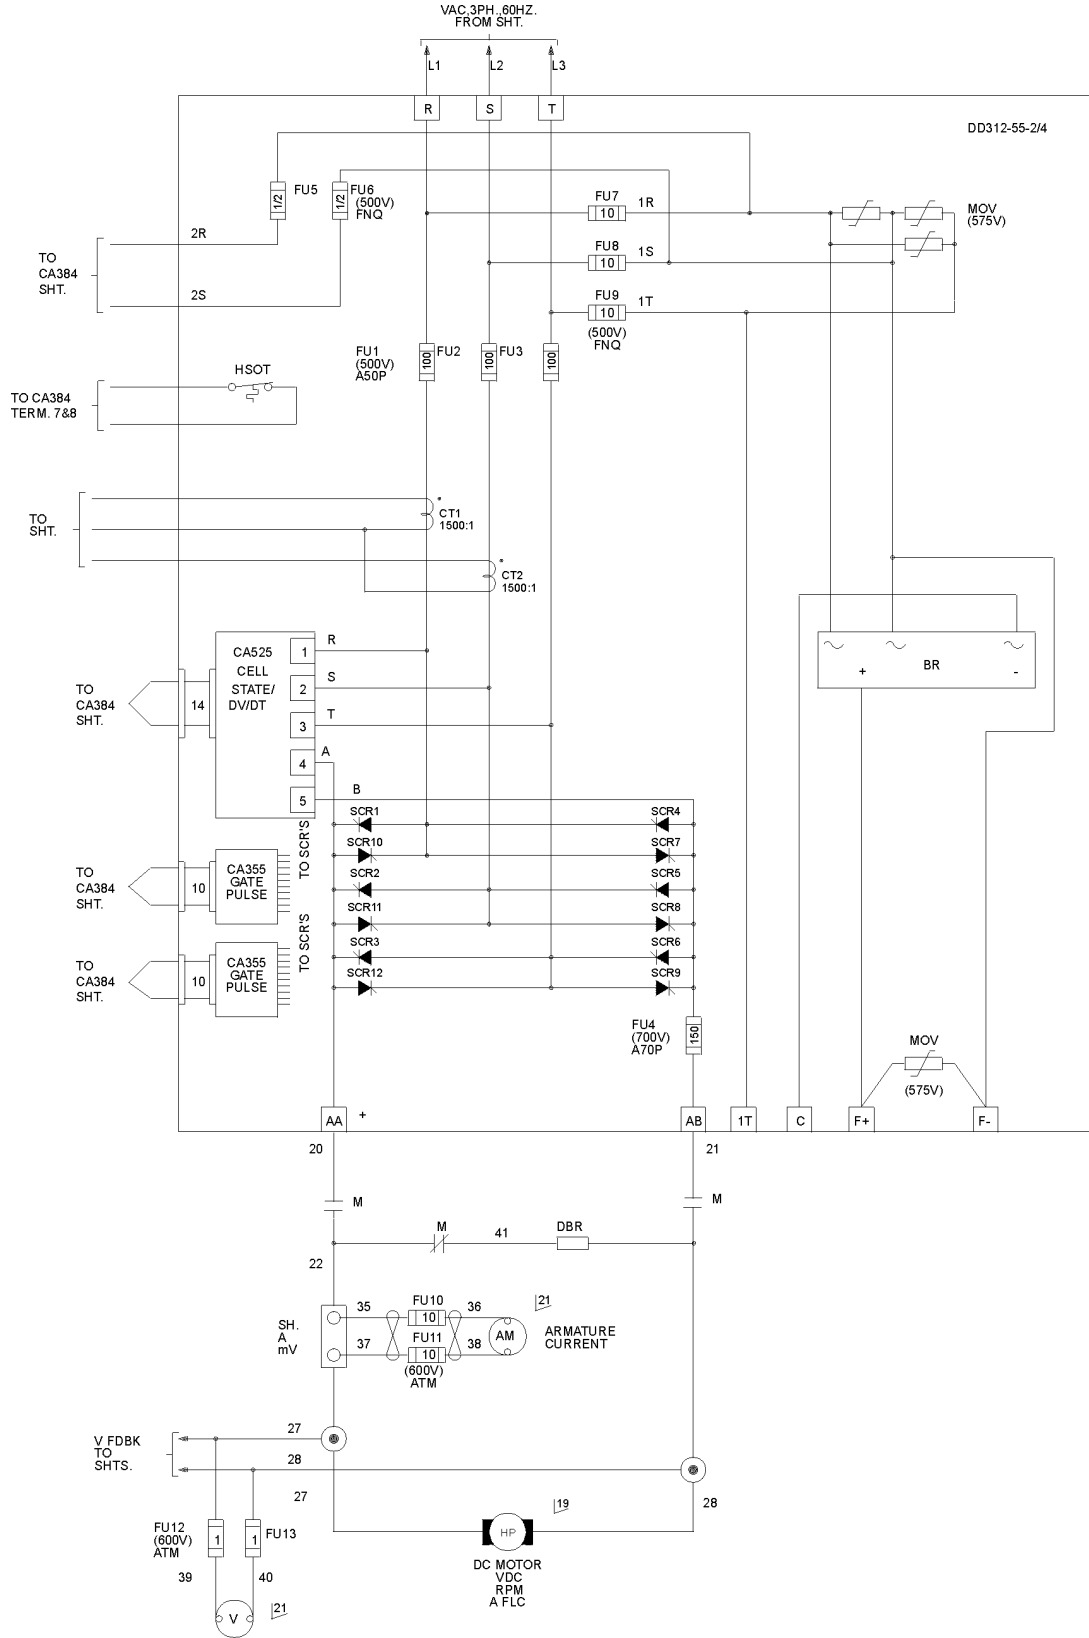 VAC,3PH.,60HZ.
FROM SHT.
L1
L2
L3
R
S
T
DD312-55-2/4
1/2
FU5
1/2
FU6
(500V)
FNQ
FU7
10
1R
MOV
(575V)
2R
FU8
10
1S
TO
CA384
SHT.
2S
FU9
10
1T
(500V)
FNQ
FU1
(500V)
A50P
100
FU2
100
FU3
100
HSOT
TO CA384
TERM. 7&8
TO
SHT.
*
CT1
1500:1
*
CT2
1500:1
CA525
CELL
STATE/
DV/DT
1
R
2
S
3
T
4
A
5
B
TO
CA384
SHT.
14
BR
+
-
SCR1
SCR4
SCR10
SCR7
SCR2
SCR5
SCR11
SCR8
SCR3
SCR6
SCR12
SCR9
TO SCR'S
TO SCR'S
TO
CA384
SHT.
10
CA355
GATE
PULSE
TO
CA384
SHT.
10
CA355
GATE
PULSE
FU4
(700V)
A70P
150
MOV
(575V)
AA
+
AB
1T
C
F+
F-
20
21
M
M
M
41
DBR
22
SH.
A
mV
35
FU10
10
36
37
FU11
10
38
(600V)
ATM
AM
21
ARMATURE
CURRENT
V FDBK
TO
SHTS.
27
28
27
28
19
HP
DC MOTOR
VDC
RPM
A FLC
FU12
(600V)
ATM
1
1
FU13
39
40
V
21